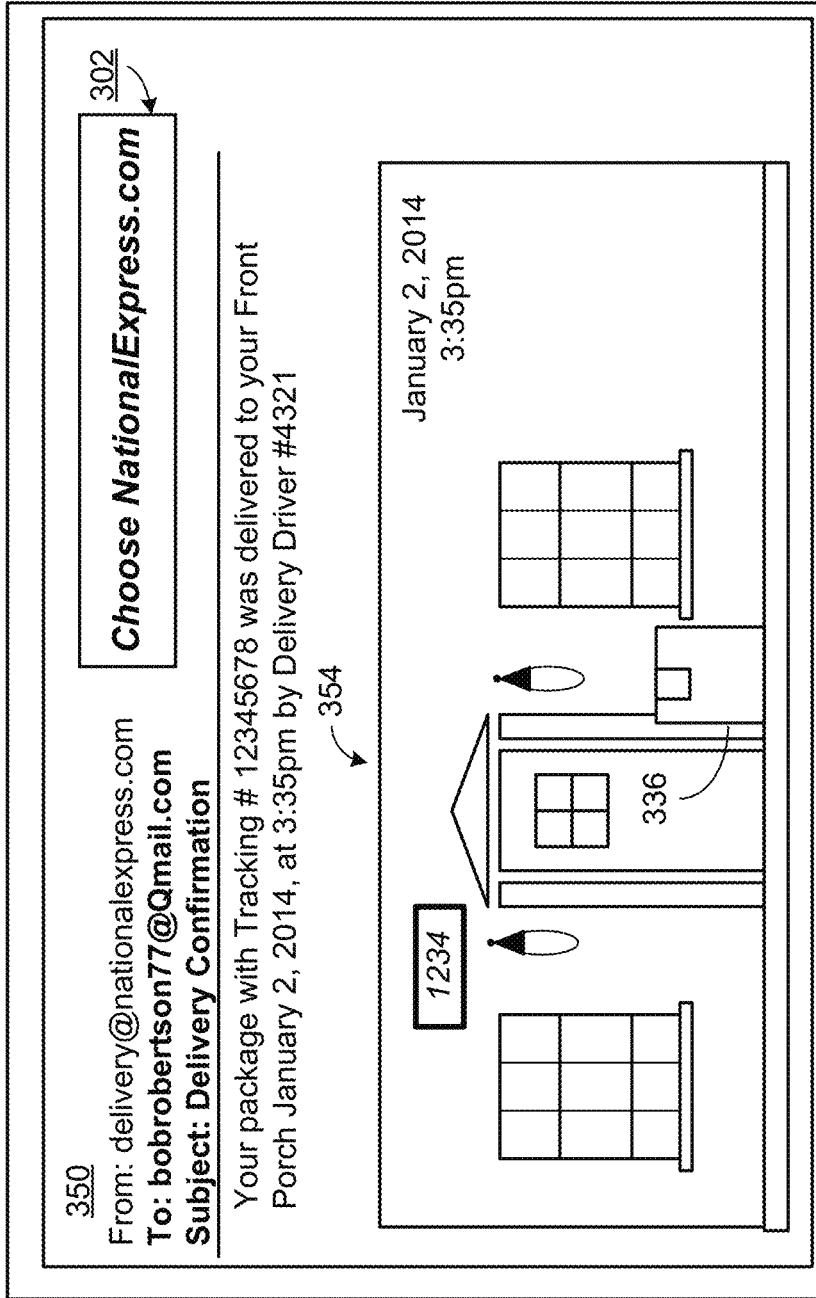 350
302
Choose NationalExpress.com
From: delivery@nationalexpress.com
To: bobrobertson77@Qmail.com
Subject: Delivery Confirmation
Your package with Tracking # 12345678 was delivered to your Front
Porch January 2, 2014, at 3:35pm by Delivery Driver #4321
354
January 2, 2014
3:35pm
1234
336